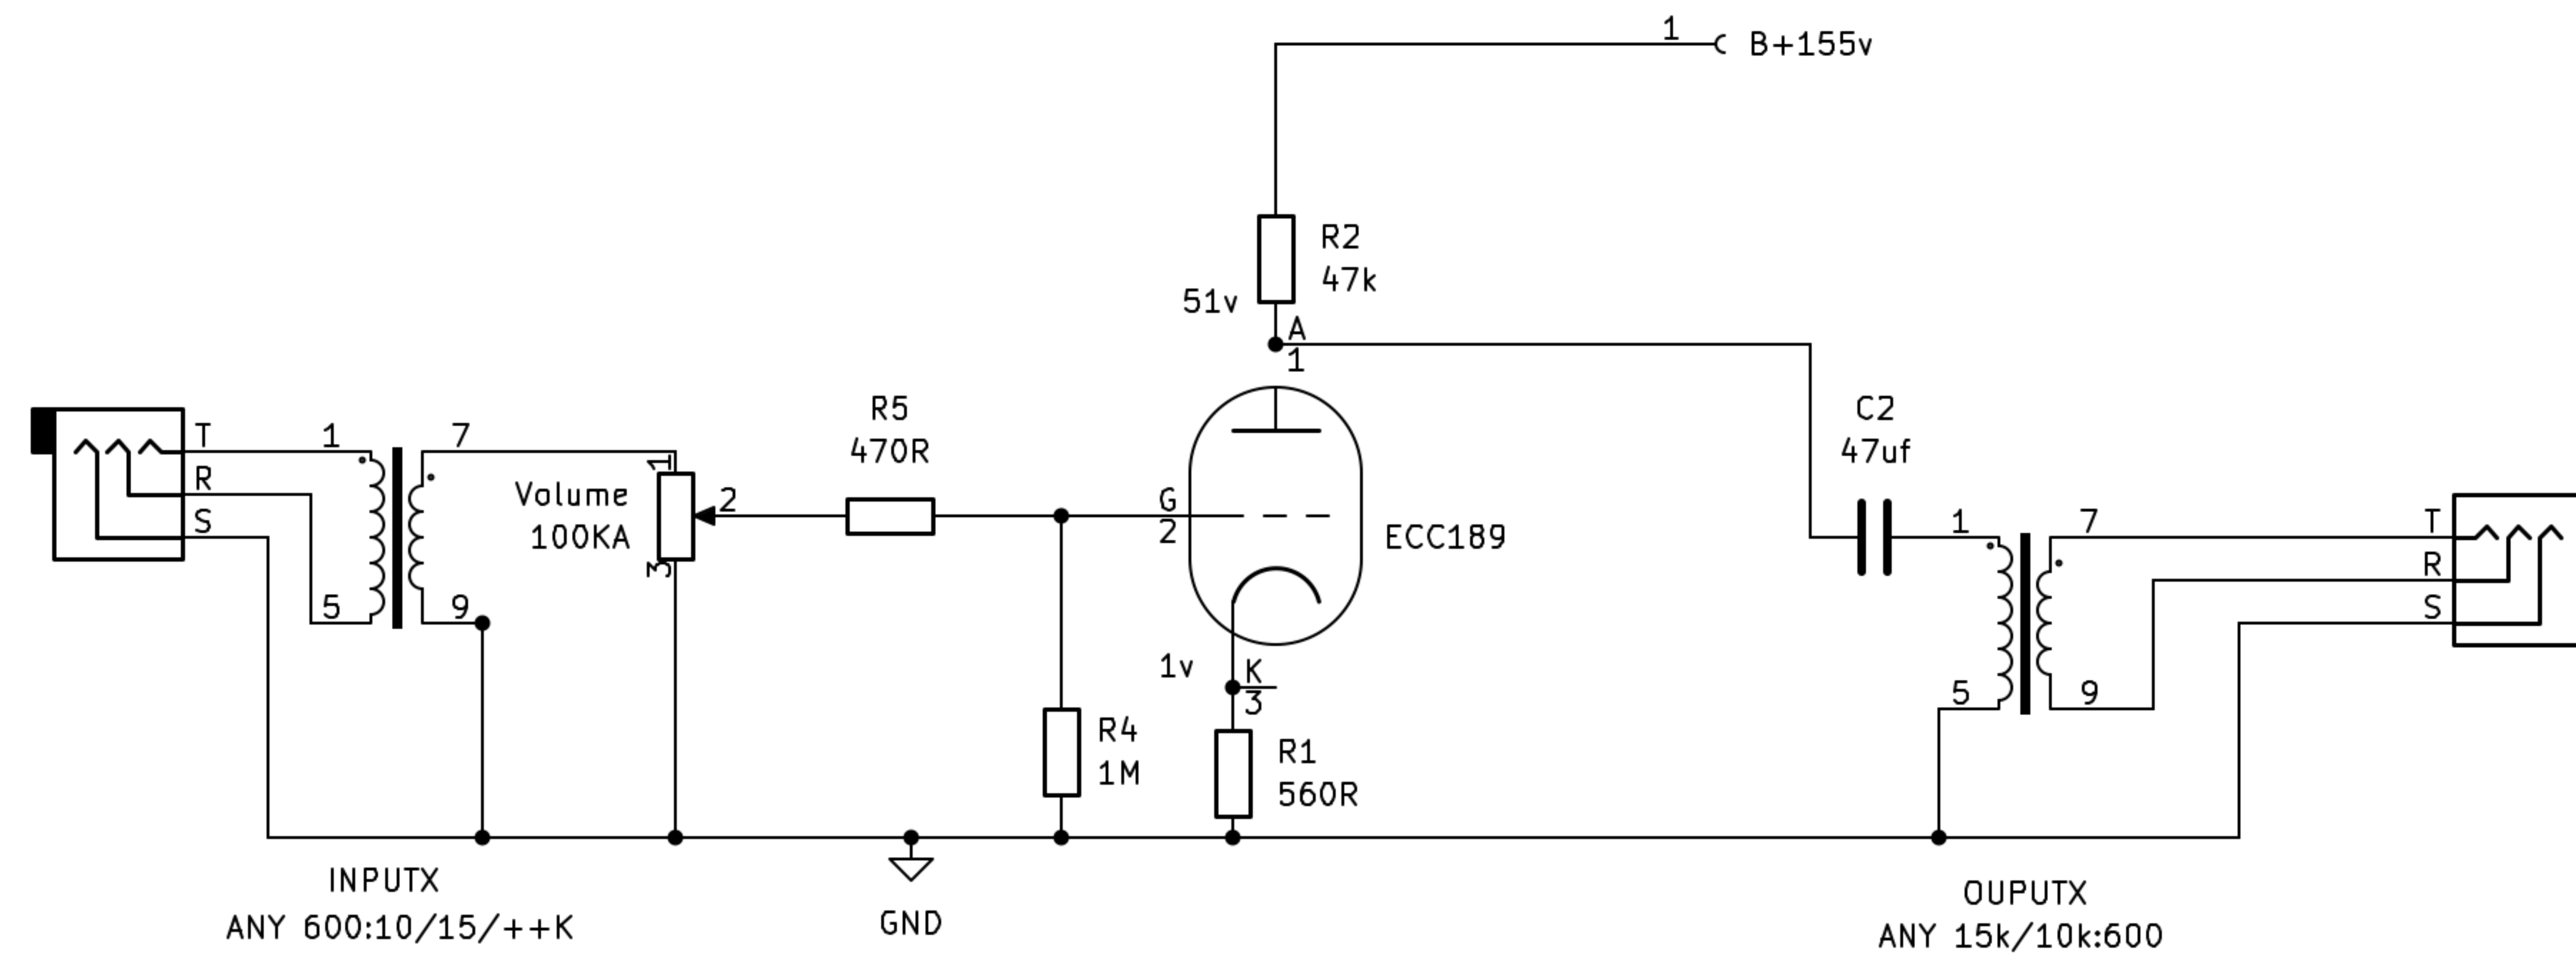 1
B+155v
R2
47k
51v
A
1
T
R
S
1
5
7
9
Volume
100KA
1
2
3
R5
470R
G
2
ECC189
1v
K
3
R4
1M
R1
560R
C2
47uf
1
5
7
9
T
R
S
INPUTX
ANY 600:10/15/++K
GND
OUPUTX
ANY 15k/10k:600